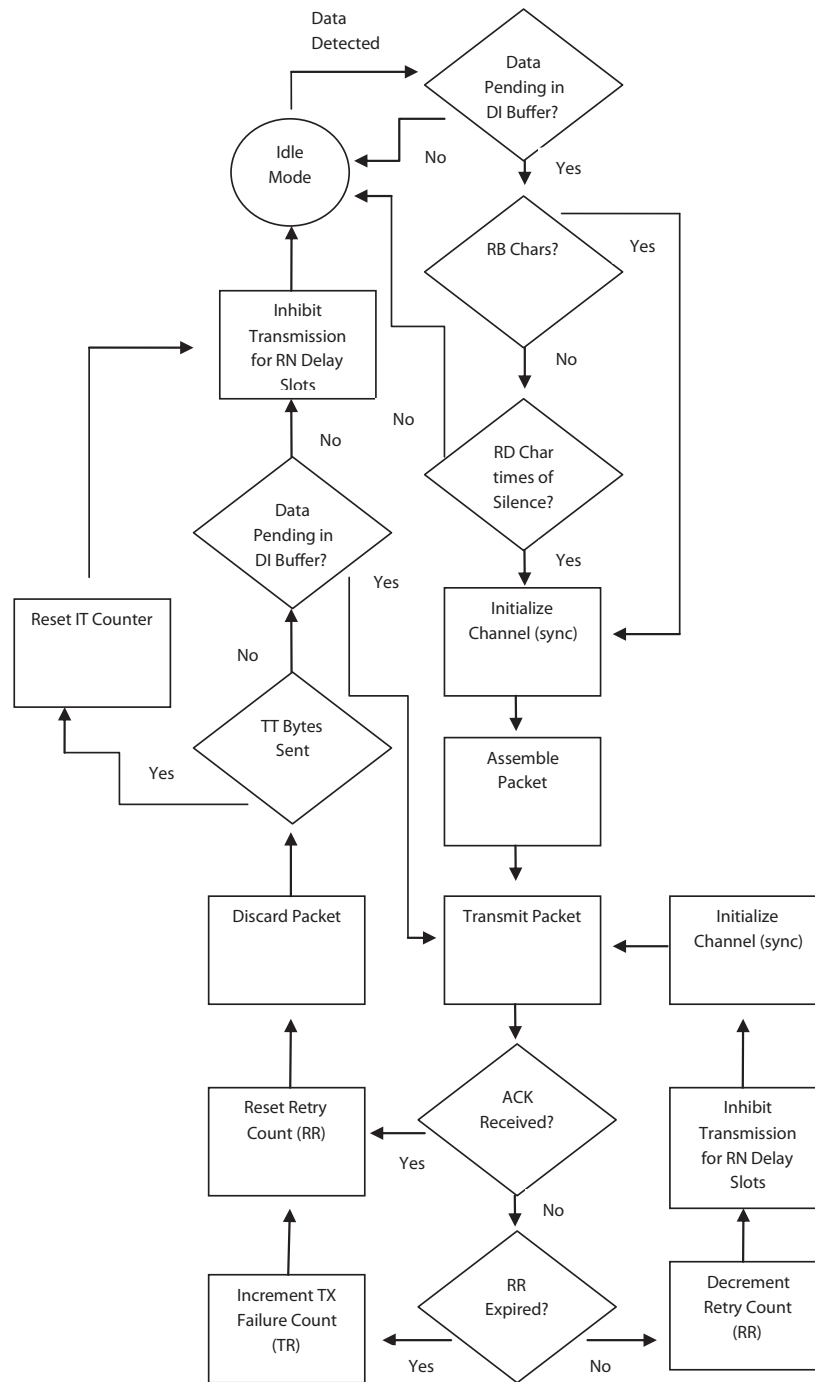 Data
Detected
Data
Pending in
DI Buffer?
Idle
Mode
No
Yes
RB Chars?
Yes
Inhibit
Transmission
for RN Delay
Slots
No
No
No
RD Char
times of
Silence?
Data
Pending in
DI Buffer?
Yes
Yes
Reset IT Counter
Initialize
Channel (sync)
No
TT Bytes
Sent
Yes
Assemble
Packet
Discard Packet
Transmit Packet
Initialize
Channel (sync)
Reset Retry
Count (RR)
ACK
Received?
Inhibit
Transmission
for RN Delay
Slots
Yes
No
Increment TX
Failure Count
(TR)
RR
Expired?
Decrement
Retry Count
(RR)
Yes
No